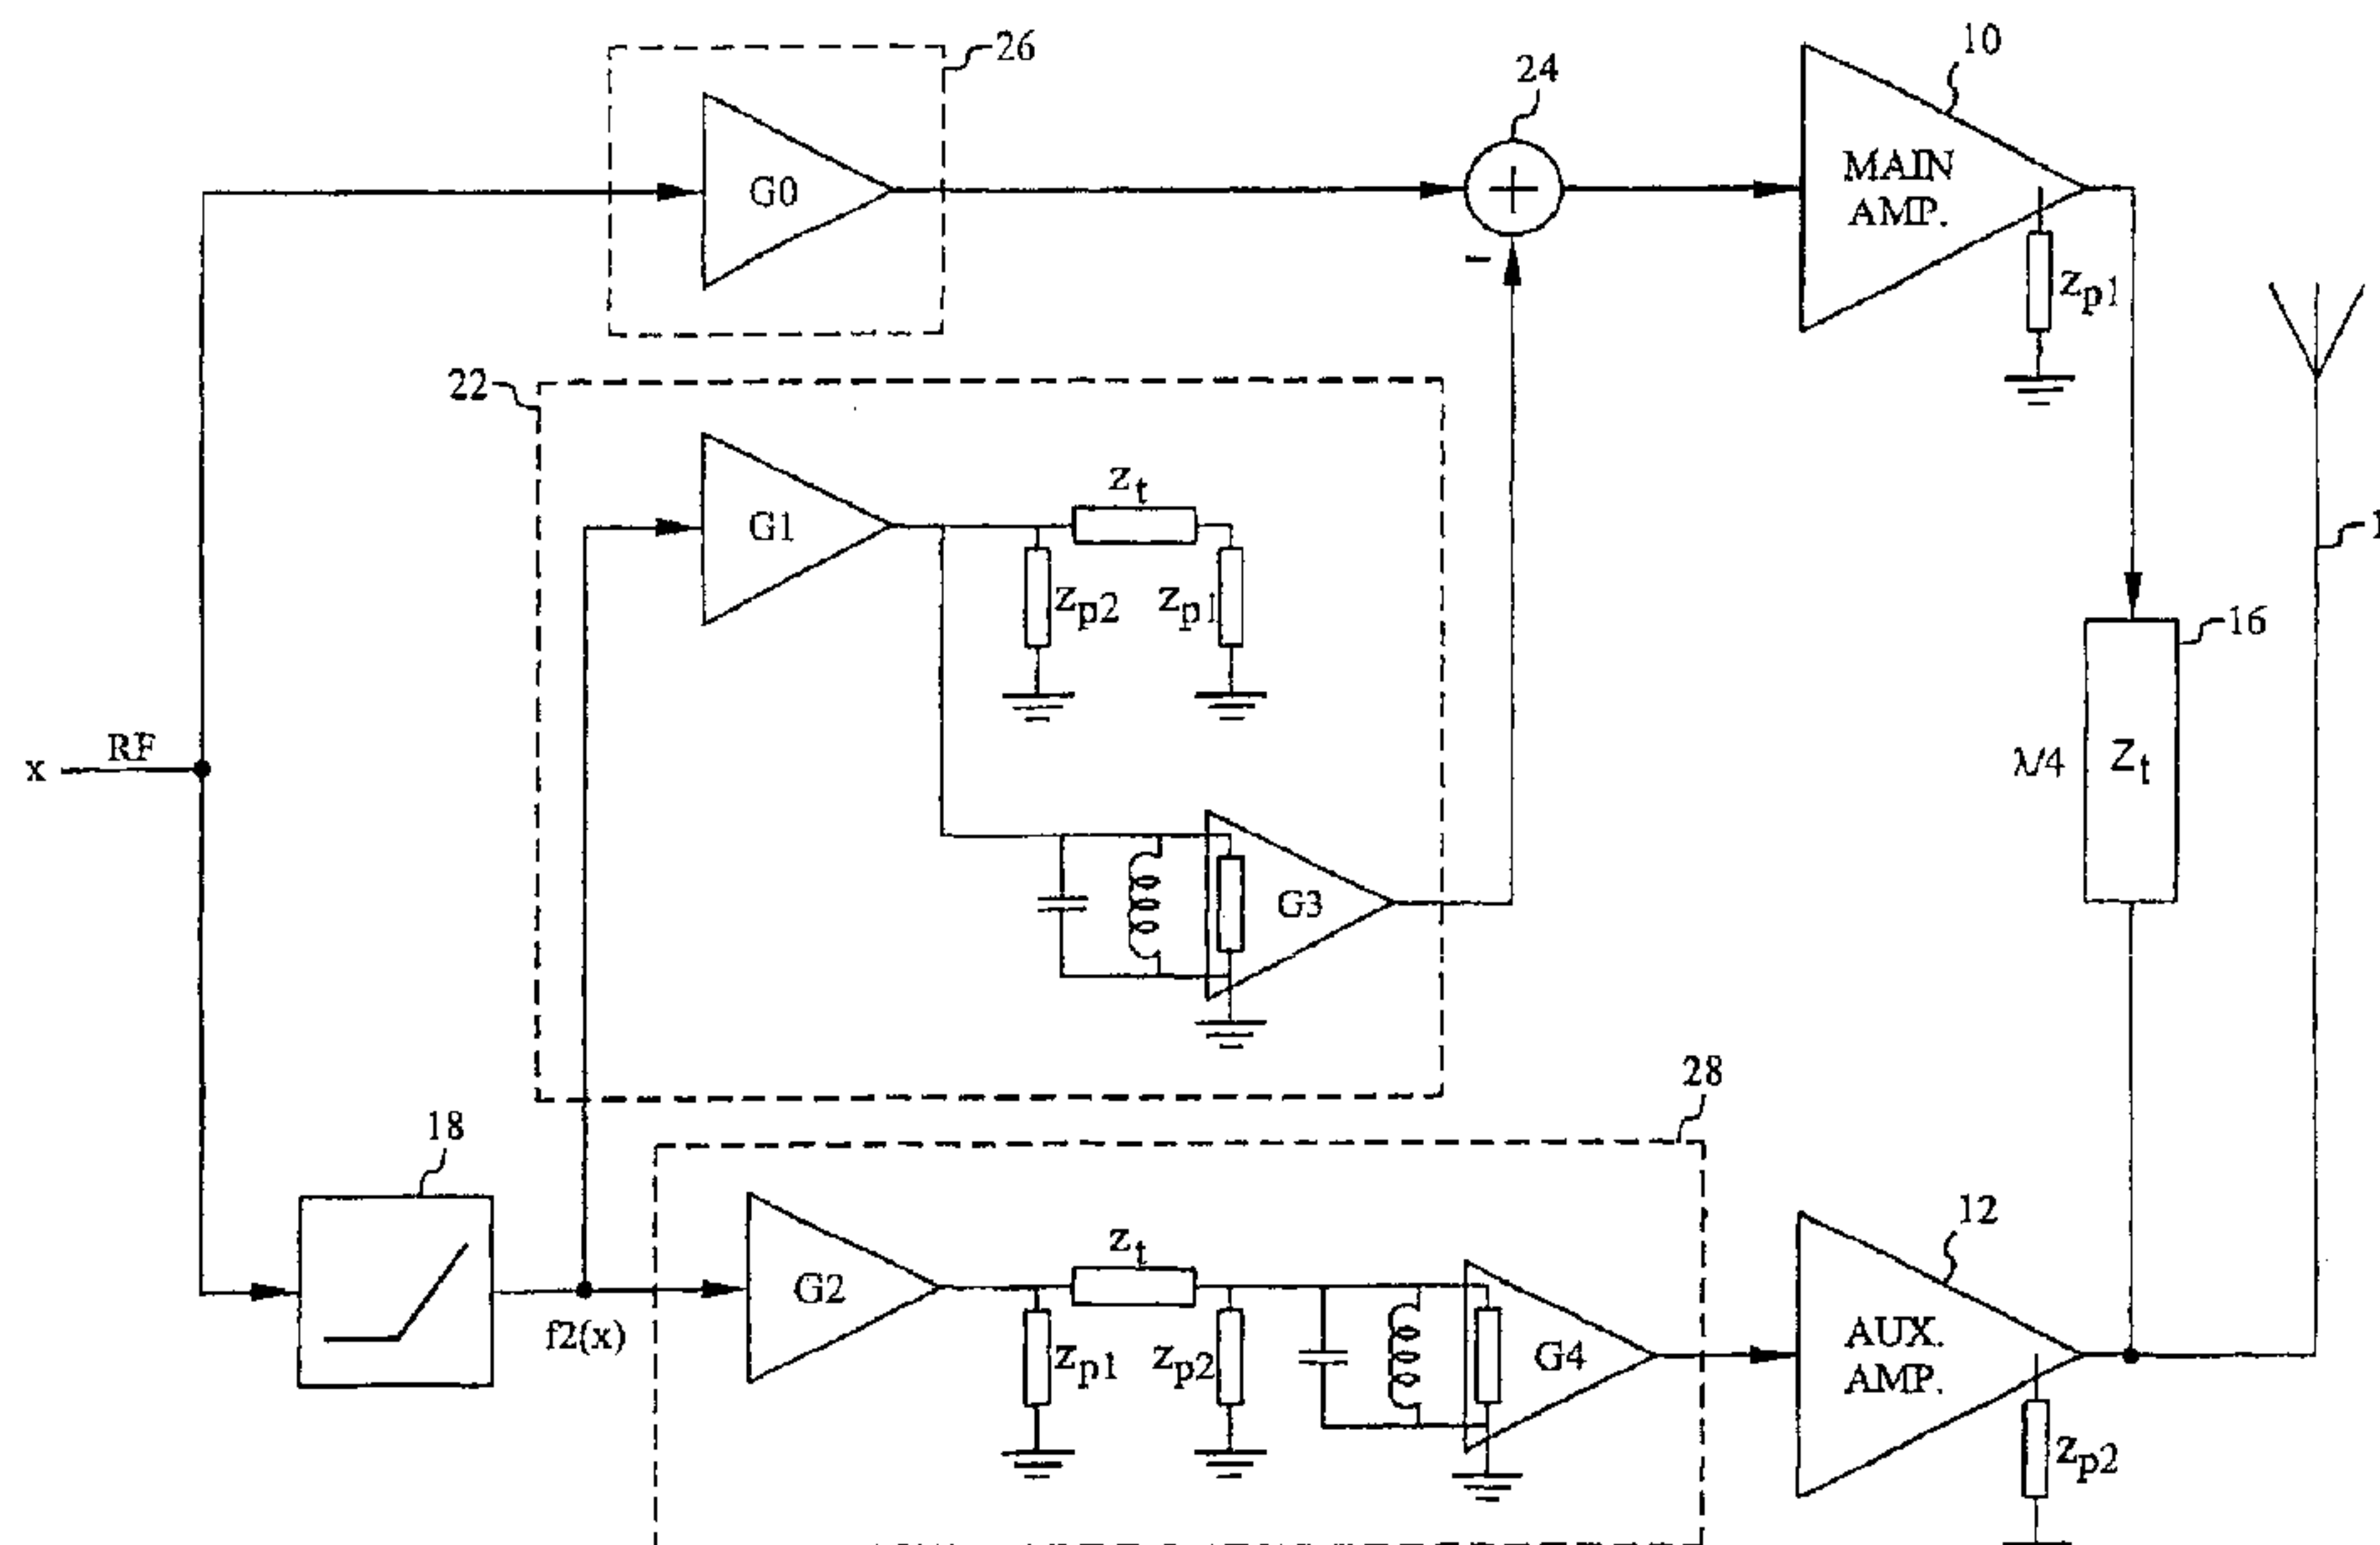 26
10
24
G0
MAIN
AMP.
zp1
22
zt
G1
zp2
zp1
16
x
RF
λ/4
Zt
G3
28
18
12
zt
G2
f2(x)
zp1
zp2
G4
AUX.
AMP.
zp2